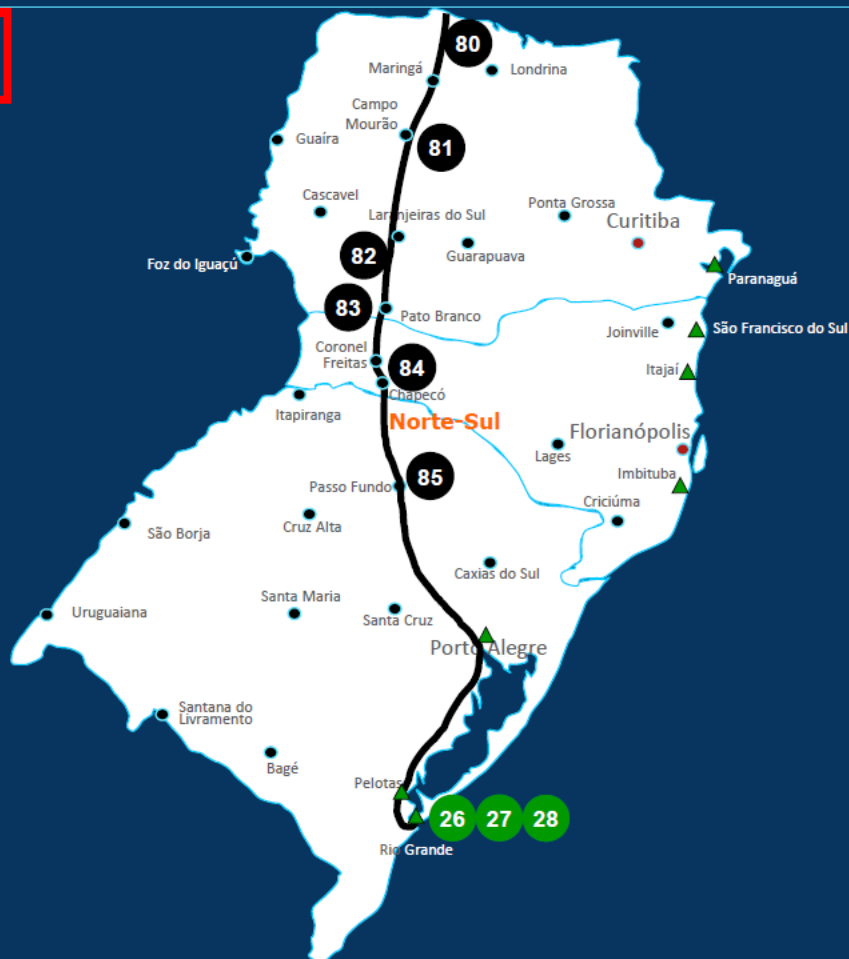 80
Maringá
Londrina
Campo
Mourão
81
Guaíra
Cascavel
Laranjeiras do Sul
Ponta Grossa
Curitiba
82
Guarapuava
Foz do Iguaçú
Paranaguá
83
Pato Branco
Joinville
São Francisco do Sul
Coronel
Freitas
84
Itajaí
Chapecó
Itapiranga
Norte-Sul
Florianópolis
Lages
85
Passo Fundo
Imbituba
Criciúma
Cruz Alta
São Borja
Caxias do Sul
Santa Maria
Uruguaiana
Santa Cruz
Porto Alegre
Santana do
Livramento
Bagé
Pelotas
26 27 28
Rio Grande